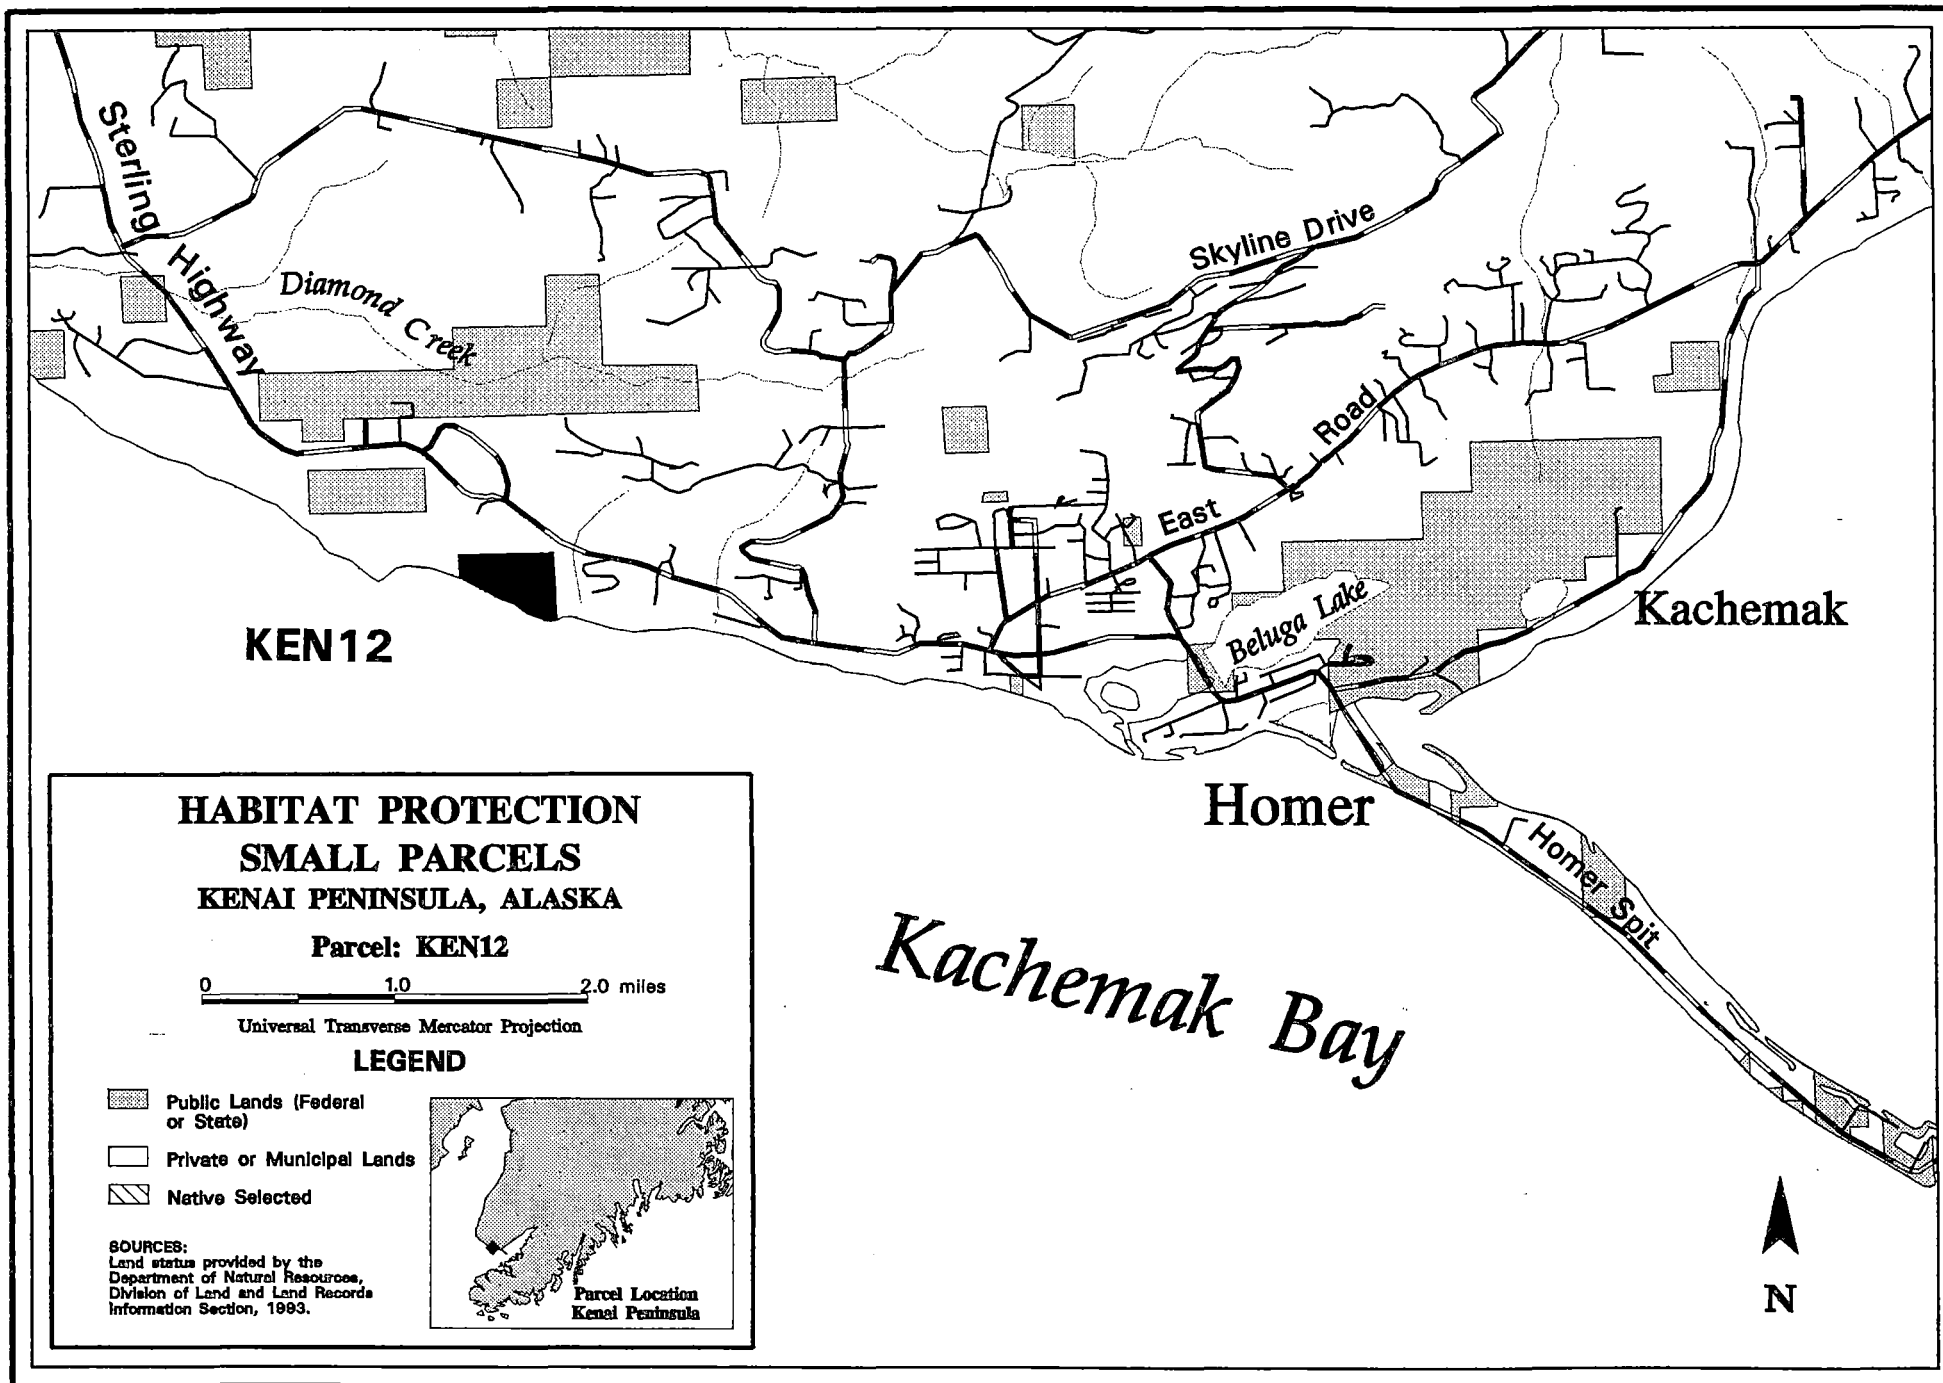 Sterling
Highway
Diamond Creek
Skyline Drive
East Road
Beluga Lake
Kachemak
KEN12
Homer
Homer Spit
Kachemak Bay
HABITAT PROTECTION
SMALL PARCELS
KENAI PENINSULA, ALASKA
Parcel: KEN12
0 1.0 2.0 miles
Universal Transverse Mercator Projection
LEGEND
Public Lands (Federal
or State)
Private or Municipal Lands
Native Selected
SOURCES:
Land status provided by the
Department of Natural Resources,
Division of Land and Land Records
Information Section, 1993.
Parcel Location
Kenai Peninsula
N